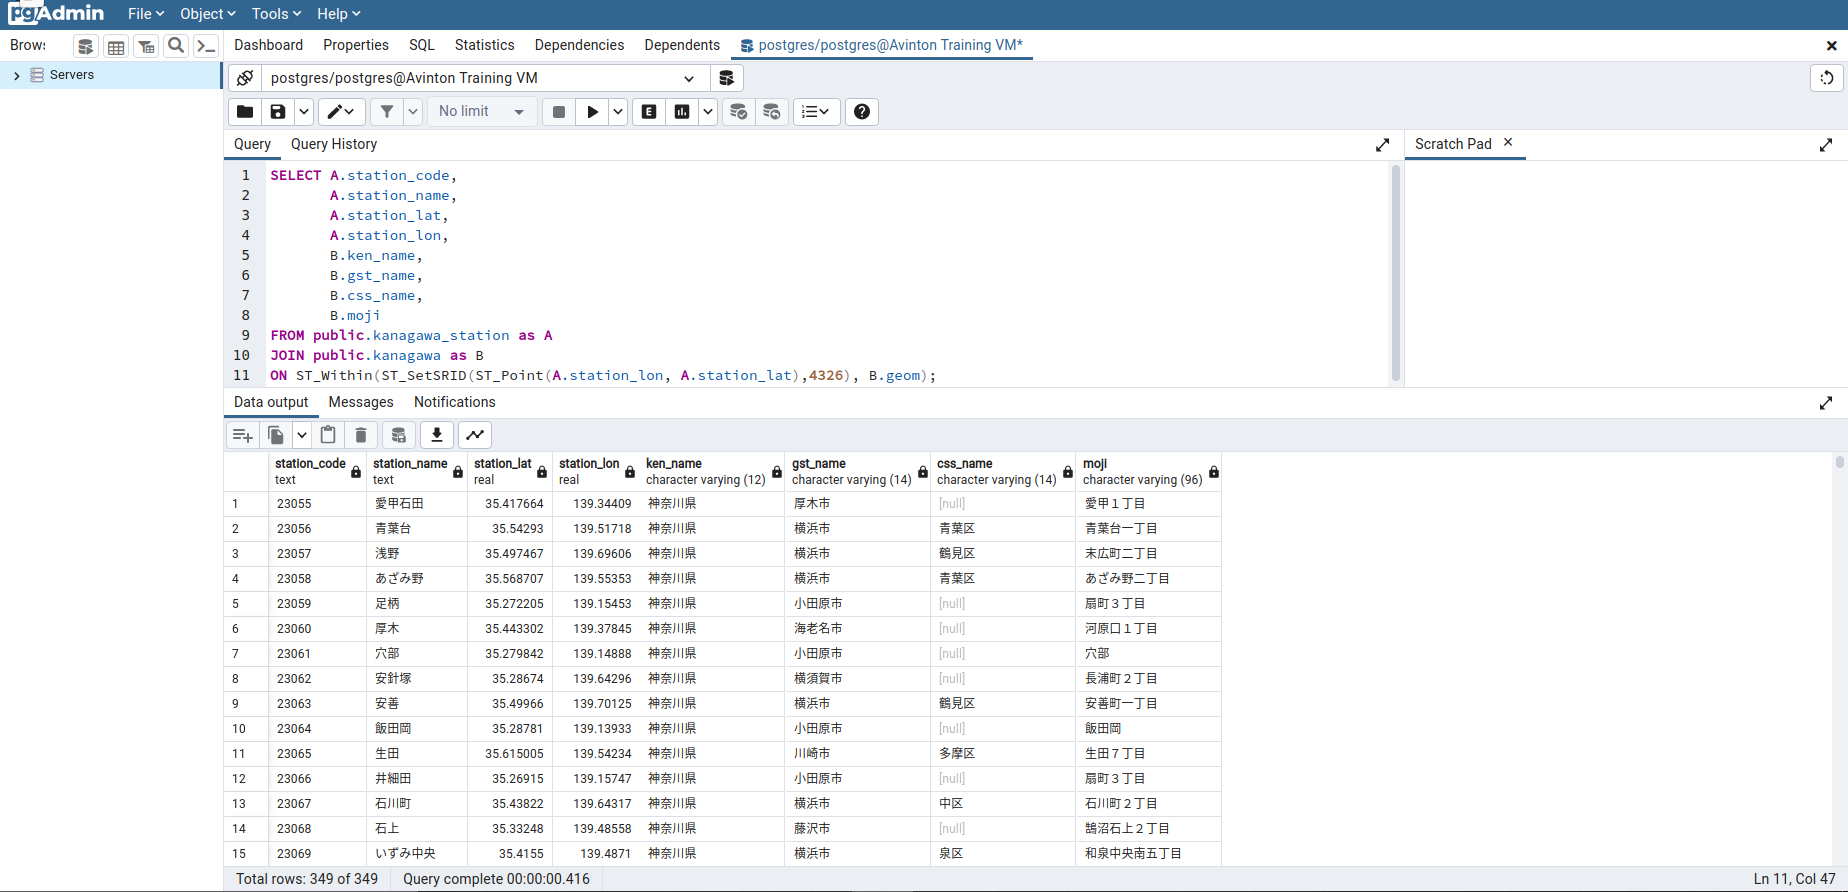 pgAdmin File Object Tools Help
Brows Dashboard Properties SQL Statistics Dependencies Dependents postgres/postgres@Avinton Training VM*
Servers
postgres/postgres@Avinton Training VM
No limit E
Query Query History Scratch Pad
1 SELECT A.station_code,
2 A.station_name,
3 A.station_lat,
4 A.station_lon,
5 B.ken_name,
6 B.gst_name,
7 B.css_name,
8 B.moji
9 FROM public.kanagawa_station as A
10 JOIN public.kanagawa as B
11 ON ST_Within(ST_SetSRID(ST_Point(A.station_lon, A.station_lat),4326), B.geom);
Data output Messages Notifications
station_code station_name station_lat station_lon ken_name gst_name css_name moji
text text real real character varying (12) character varying (14) character varying (14) character varying (96)
1 23055 愛甲石田 35.417664 139.34409 神奈川県 厚木市 [null] 愛甲１丁目
2 23056 青葉台 35.54293 139.51718 神奈川県 横浜市 青葉区 青葉台一丁目
3 23057 浅野 35.497467 139.69606 神奈川県 横浜市 鶴見区 末広町二丁目
4 23058 あざみ野 35.568707 139.55353 神奈川県 横浜市 青葉区 あざみ野二丁目
5 23059 足柄 35.272205 139.15453 神奈川県 小田原市 [null] 扇町３丁目
6 23060 厚木 35.443302 139.37845 神奈川県 海老名市 [null] 河原口１丁目
7 23061 穴部 35.279842 139.14888 神奈川県 小田原市 [null] 穴部
8 23062 安針塚 35.28674 139.64296 神奈川県 横須賀市 [null] 長浦町２丁目
9 23063 安善 35.49966 139.70125 神奈川県 横浜市 鶴見区 安善町一丁目
10 23064 飯田岡 35.28781 139.13933 神奈川県 小田原市 [null] 飯田岡
11 23065 生田 35.615005 139.54234 神奈川県 川崎市 多摩区 生田７丁目
12 23066 井細田 35.26915 139.15747 神奈川県 小田原市 [null] 扇町３丁目
13 23067 石川町 35.43822 139.64317 神奈川県 横浜市 中区 石川町２丁目
14 23068 石上 35.33248 139.48558 神奈川県 藤沢市 [null] 鵠沼石上２丁目
15 23069 いずみ中央 35.4155 139.4871 神奈川県 横浜市 泉区 和泉中央南五丁目
Total rows: 349 of 349 Query complete 00:00:00.416 Ln 11, Col 47